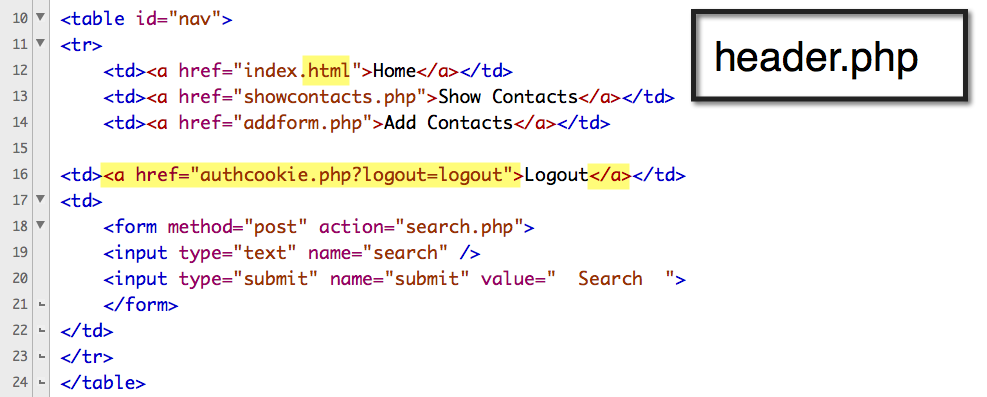 header.php
10 <table id="nav">
11 <tr>
12 <td><a href="index.html">Home</a></td>
13 <td><a href="showcontacts.php">Show Contacts</a></td>
14 <td><a href="addform.php">Add Contacts</a></td>
15
16 <td><a href="authcookie.php?logout=logout">Logout</a></td>
17 <td>
18 <form method="post" action="search.php">
19 <input type="text" name="search" />
20 <input type="submit" name="submit" value="  Search  ">
21 </form>
22 </td>
23 </tr>
24 </table>